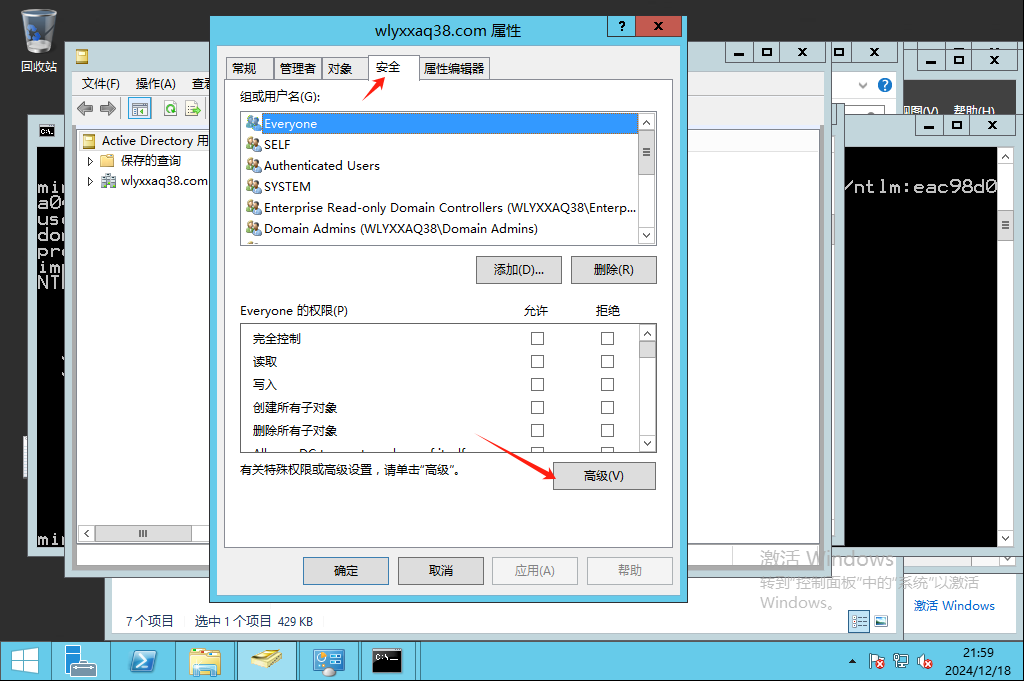 回收站
wlyxxaq38.com 属性
?
文件(F) 操作(A) 查看
Active Directory 用
保存的查询
wlyxxaq38.com
常规 管理者 对象 安全 属性编辑器
组或用户名(G):
Everyone
SELF
Authenticated Users
SYSTEM
Enterprise Read-only Domain Controllers (WLYXXAQ38\Enterp...
Domain Admins (WLYXXAQ38\Domain Admins)
添加(D)... 删除(R)
Everyone 的权限(P) 允许 拒绝
完全控制
读取
写入
创建所有子对象
删除所有子对象
有关特殊权限或高级设置，请单击“高级”。
高级(V)
确定 取消 应用(A) 帮助
帮助(H)
/ntlm:eac98d0
激活 Windows
转到“控制面板”中的“系统”以激活
Windows。
激活 Windows
7 个项目 选中 1 个项目 429 KB
21:59
2024/12/18